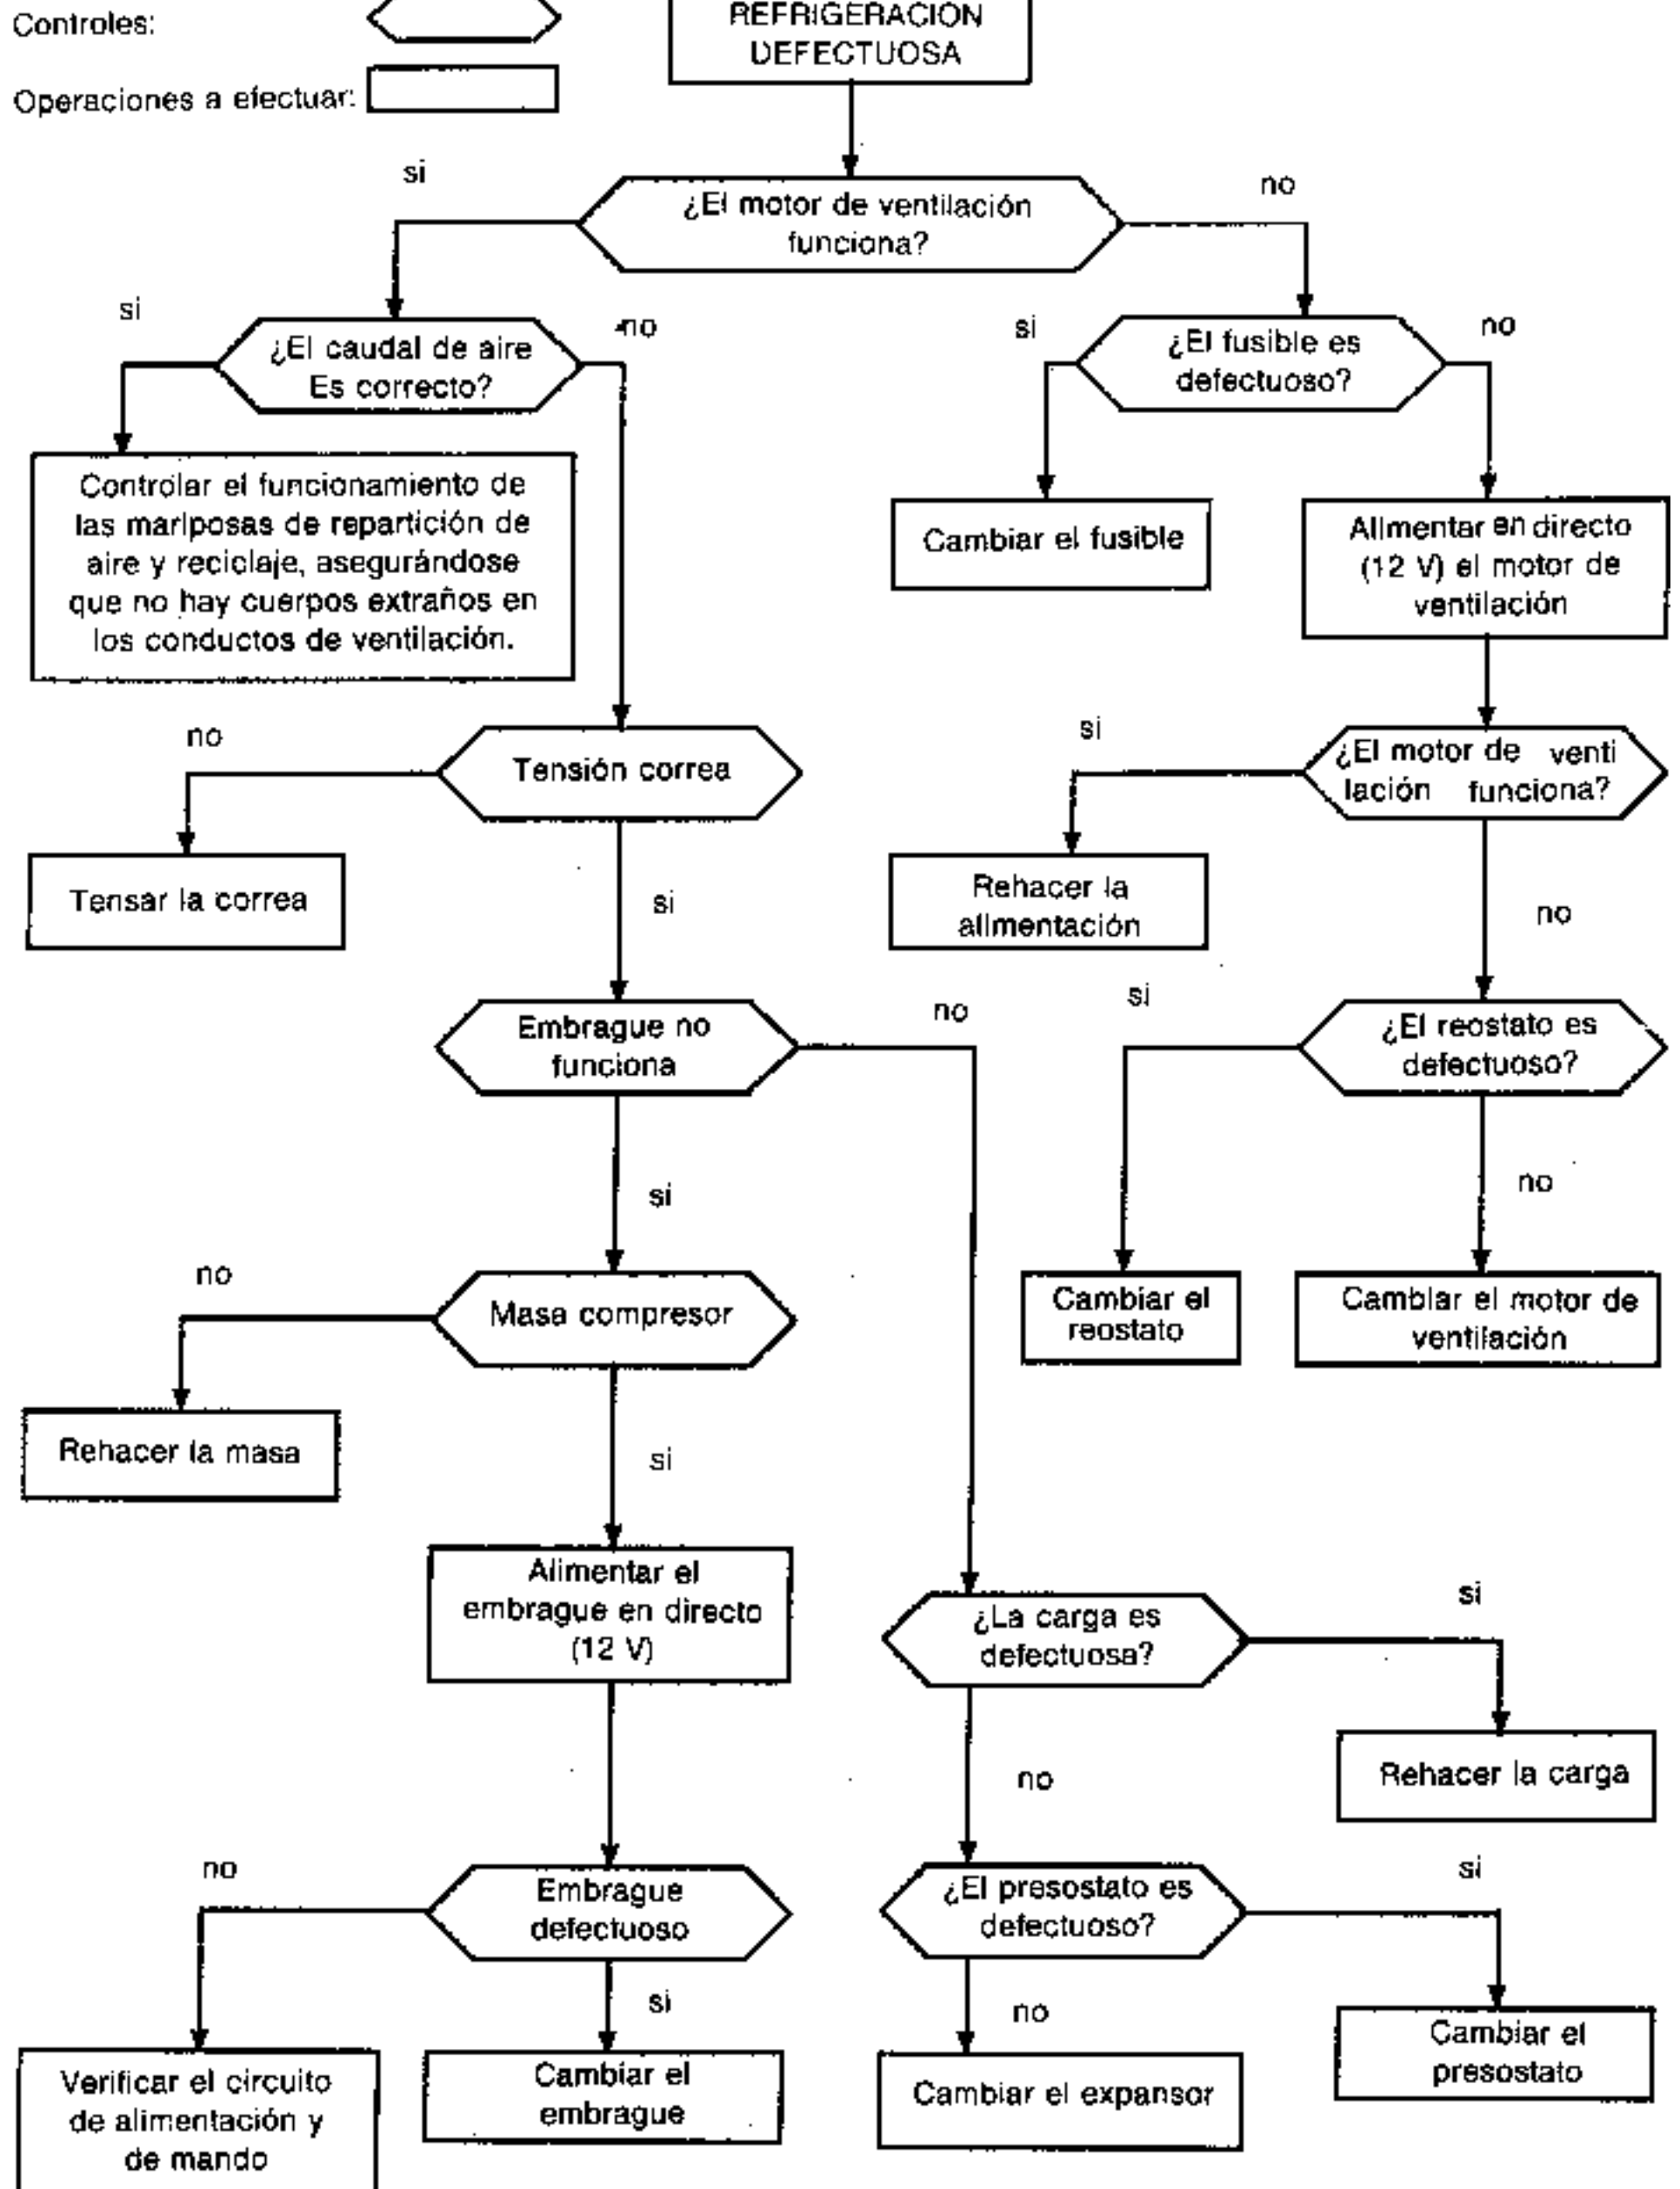 Controles:
REFRIGERACION
DEFECTUOSA
Operaciones a efectuar:
si
no
¿El motor de ventilación
funciona?
si
no
¿El caudal de aire
Es correcto?
si
no
¿El fusible es
defectuoso?
Controlar el funcionamiento de
las mariposas de repartición de
aire y reciclaje, asegurándose
que no hay cuerpos extraños en
los conductos de ventilación.
Cambiar el fusible
Alimentar en directo
(12 V) el motor de
ventilación
no
Tensión correa
si
¿El motor de venti
lación funciona?
Tensar la correa
si
Rehacer la
alimentación
no
Embrague no
funciona
no
si
¿El reostato es
defectuoso?
si
no
no
Masa compresor
Cambiar el
reostato
Cambiar el motor de
ventilación
Rehacer la masa
si
Alimentar el
embrague en directo
(12 V)
¿La carga es
defectuosa?
si
no
Rehacer la carga
no
Embrague
defectuoso
¿El presostato es
defectuoso?
si
si
no
Verificar el circuito
de alimentación y
de mando
Cambiar el
embrague
Cambiar el expansor
Cambiar el
presostato